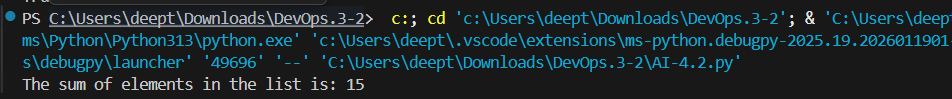 PS C:\Users\deept\Downloads\DevOps.3-2>  c:; cd 'c:\Users\deept\Downloads\DevOps.3-2'; & 'C:\Users\deept
ms\Python\Python313\python.exe' 'c:\Users\deept\.vscode\extensions\ms-python.debugpy-2025.19.2026011901-
s\debugpy\launcher' '49696' '--' 'C:\Users\deept\Downloads\DevOps.3-2\AI-4.2.py'
The sum of elements in the list is: 15